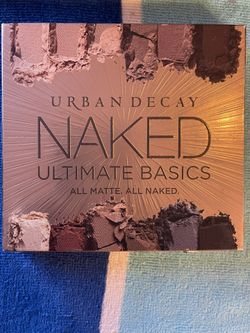 URBAN DECAY
NAKED
ULTIMATE BASICS
ALL MATTE. ALL NAKED.